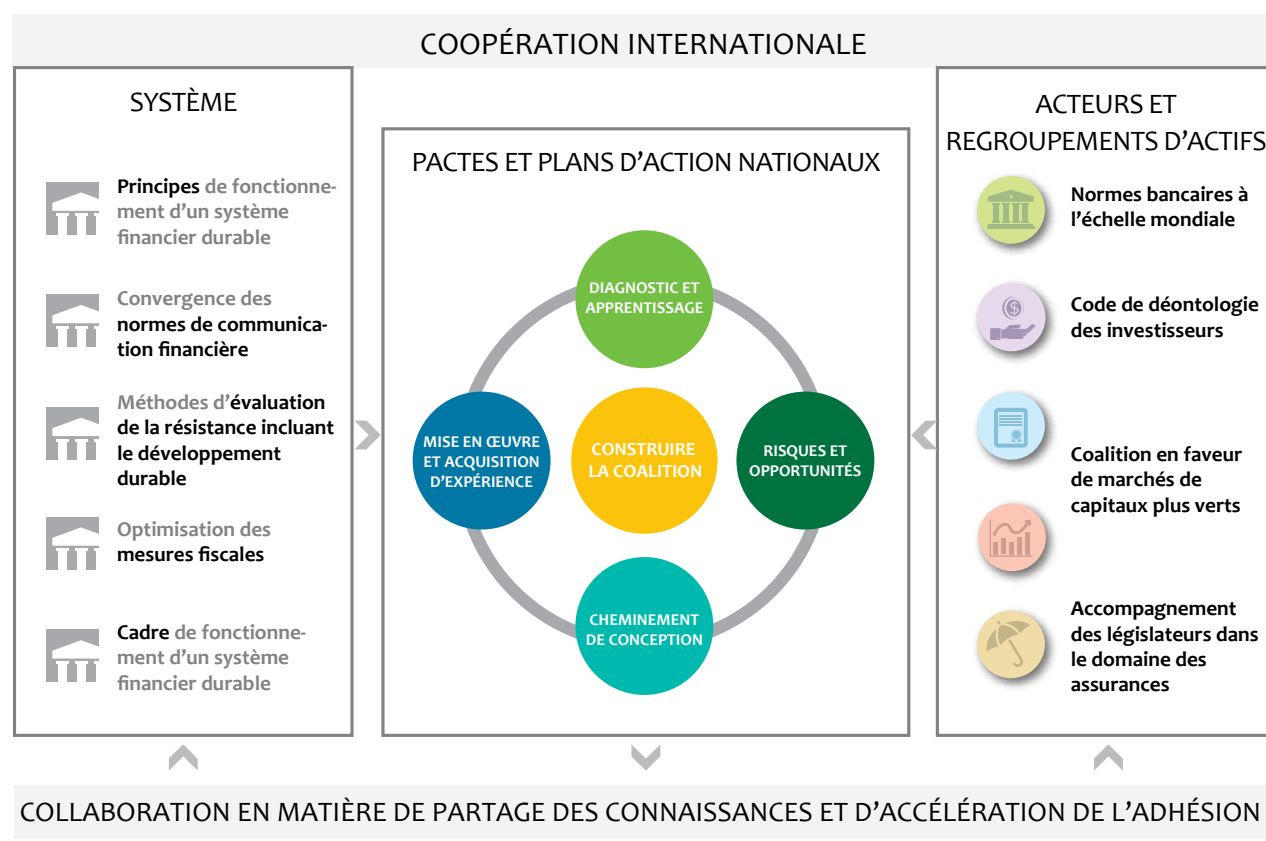 COOPÉRATION INTERNATIONALE
SYSTÈME
Principes de fonctionne-
ment d'un système
financier durable
Convergence des
normes de communica-
tion financière
Méthodes d'évaluation
de la résistance incluant
le développement
durable
Optimisation des
mesures fiscales
Cadre de fonctionne-
ment d'un système
financier durable
PACTES ET PLANS D'ACTION NATIONAUX
DIAGNOSTIC ET
APPRENTISSAGE
MISE EN ŒUVRE
ET ACQUISITION
D'EXPÉRIENCE
CONSTRUIRE
LA COALITION
RISQUES ET
OPPORTUNITÉS
CHEMINEMENT
DE CONCEPTION
ACTEURS ET
REGROUPEMENTS D'ACTIFS
Normes bancaires à
l'échelle mondiale
Code de déontologie
des investisseurs
Coalition en faveur
de marchés de
capitaux plus verts
Accompagnement
des législateurs dans
le domaine des
assurances
COLLABORATION EN MATIÈRE DE PARTAGE DES CONNAISSANCES ET D'ACCÉLÉRATION DE L'ADHÉSION